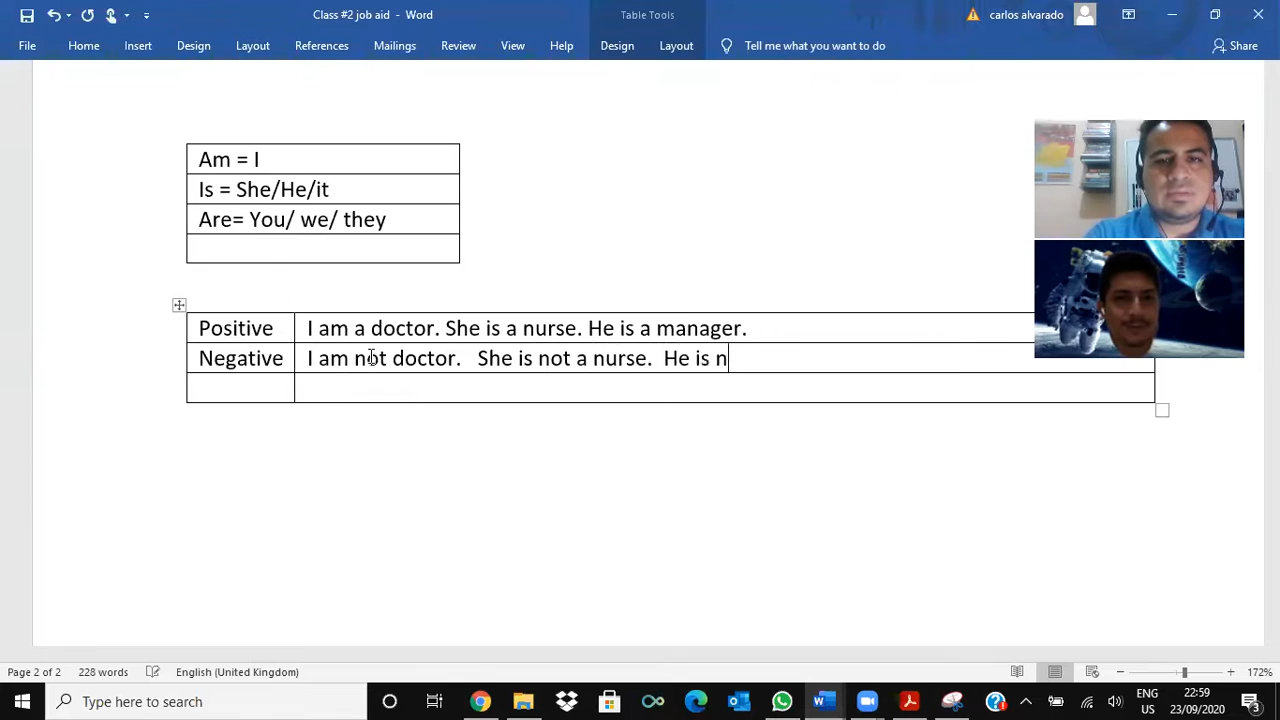 Class #2 job aid - Word
Table Tools
carlos alvarado
File Home Insert Design Layout References Mailings Review View Help Design Layout Tell me what you want to do Share
Am = I
Is = She/He/it
Are= You/ we/ they
Positive I am a doctor. She is a nurse. He is a manager.
Negative I am not doctor. She is not a nurse. He is n
Page 2 of 2 228 words English (United Kingdom) 172%
Type here to search
ENG 22:59
US 23/09/2020
3